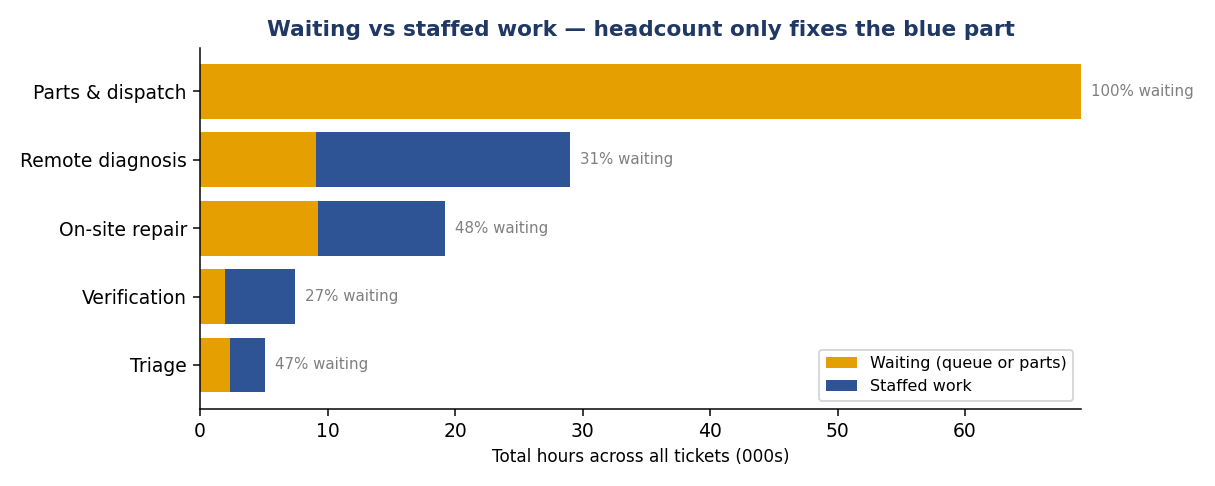 Waiting vs staffed work — headcount only fixes the blue part
Parts & dispatch
100% waiting
Remote diagnosis
31% waiting
On-site repair
48% waiting
Verification
27% waiting
Triage
47% waiting
Waiting (queue or parts)
Staffed work
0 10 20 30 40 50 60
Total hours across all tickets (000s)